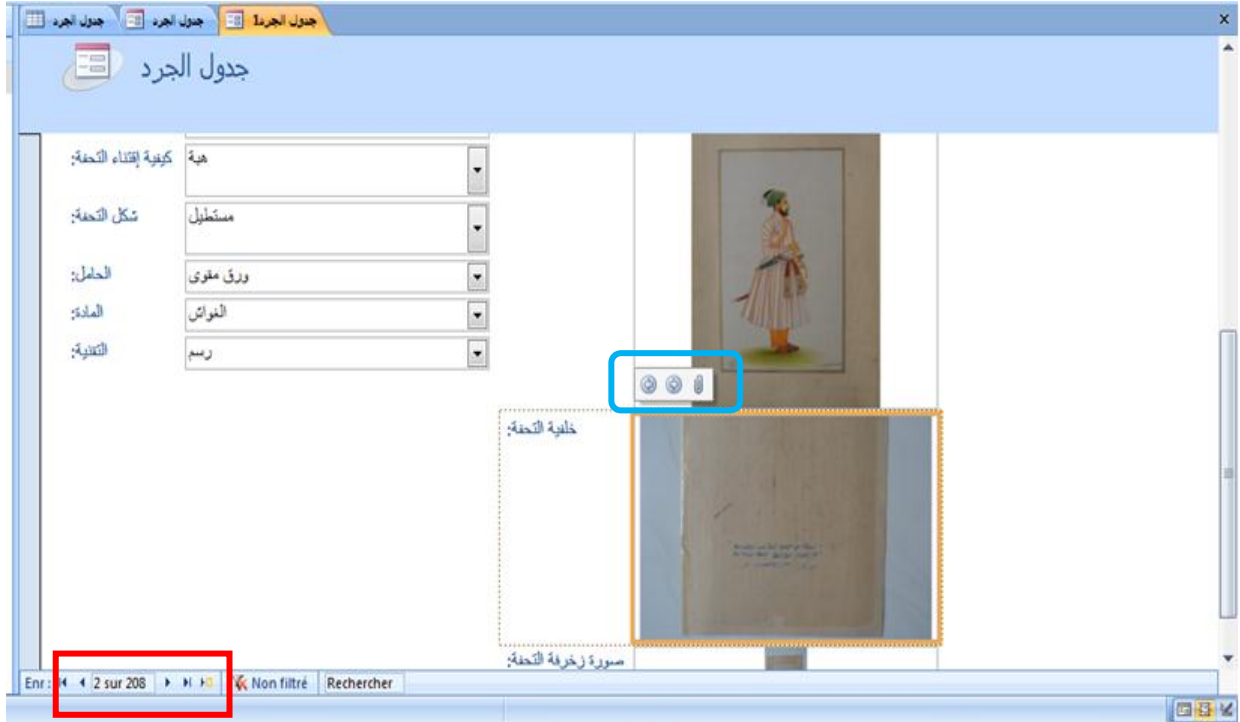 جدول الجرد
جدول الجرد
جدول الجرد1
جدول الجرد
كيفية إقتناء التحفة:
هبة
شكل التحفة:
مستطيل
الحامل:
ورق مقوى
المادة:
الغواش
التقنية:
رسم
خلفية التحفة:
صورة زخرفة التحفة:
Enr : 2 sur 208 Non filtré Rechercher